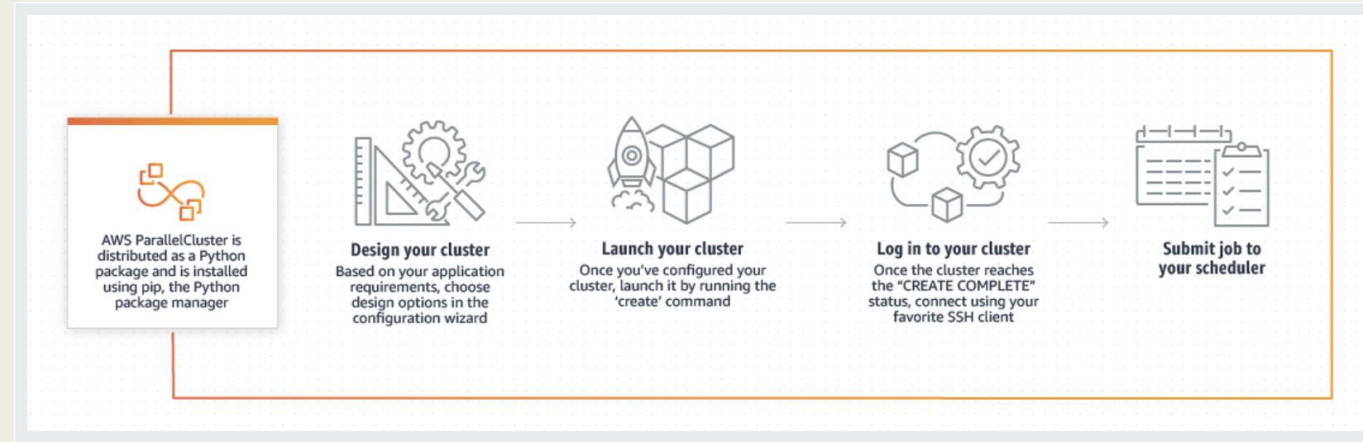 AWS ParallelCluster is
distributed as a Python
package and is installed
using pip, the Python
package manager
Design your cluster
Based on your application
requirements, choose
design options in the
configuration wizard
Launch your cluster
Once you've configured your
cluster, launch it by running the
'create' command
Log in to your cluster
Once the cluster reaches
the "CREATE COMPLETE"
status, connect using your
favorite SSH client
Submit job to
your scheduler